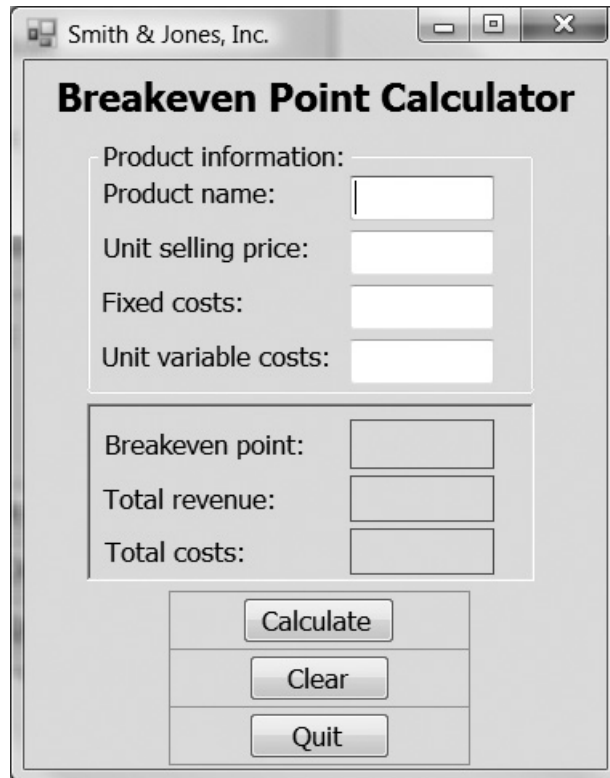 Smith & Jones, Inc.
Breakeven Point Calculator
Product information:
Product name:
Unit selling price:
Fixed costs:
Unit variable costs:
Breakeven point:
Total revenue:
Total costs:
Calculate
Clear
Quit